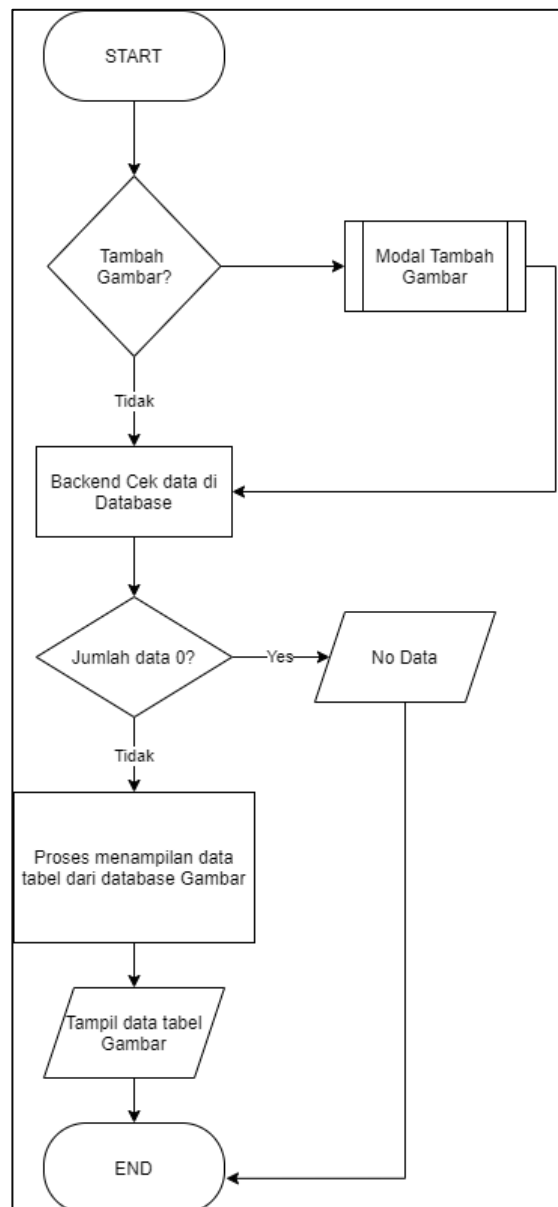 START
Tambah
Gambar?
Modal Tambah
Gambar
Tidak
Backend Cek data di
Database
Jumlah data 0?
Yes
No Data
Tidak
Proses menampilan data
tabel dari database Gambar
Tampil data tabel
Gambar
END